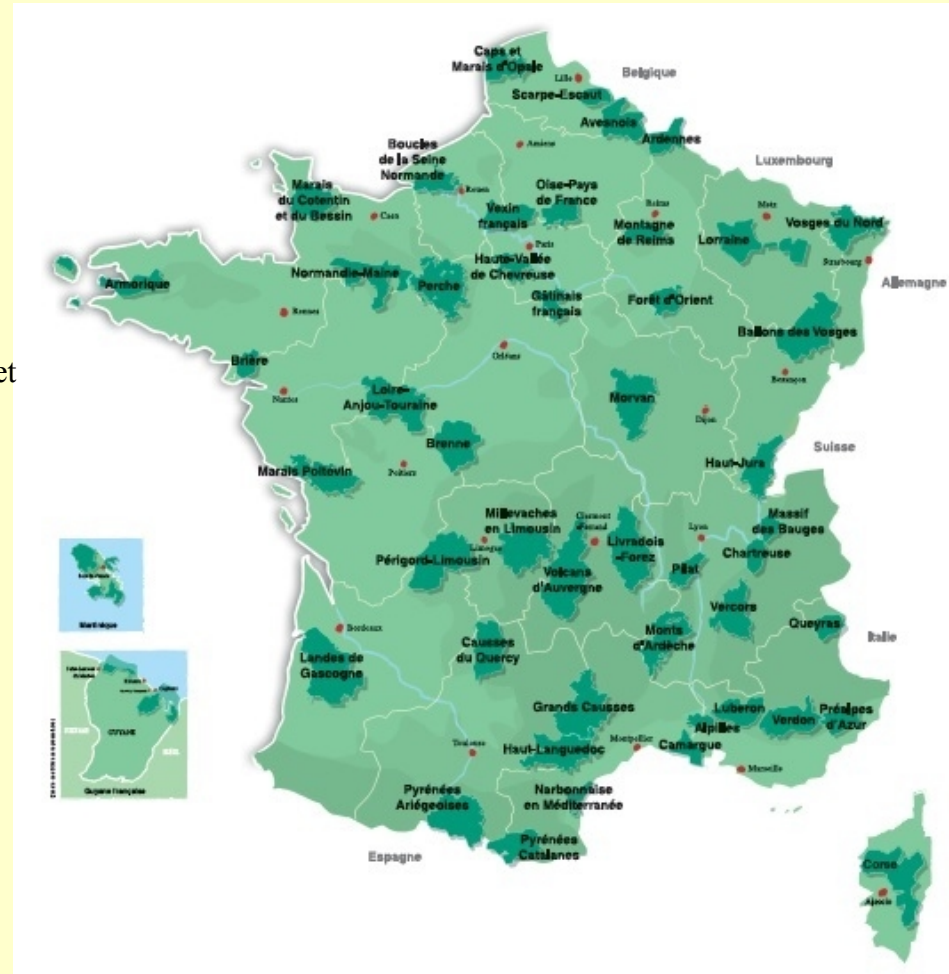 Caps et
Marais d'Opale
Lille
Belgique
Scarpe-Escaut
Avesnois
Ardennes
Amiens
Luxembourg
Boucles
de la Seine
Normande
Rouen
Marais
du Cotentin
et du Bessin
Caen
Oise-Pays
de France
Vexin
français
Reims
Montagne
de Reims
Metz
Lorraine
Vosges du Nord
Strasbourg
Allemagne
Paris
Haute-Vallée
de Chevreuse
Armorique
Normandie-Maine
Perche
Gâtinais
français
Forêt d'Orient
Rennes
Ballons des Vosges
Orléans
Brière
et
Nantes
Loire-
Anjou-Touraine
Morvan
Besançon
Dijon
Brenne
Poitiers
Marais Poitevin
Haut-Jura
Suisse
Millevaches
en Limousin
Limoges
Clermont
Ferrand
Périgord-Limousin
Volcans
d'Auvergne
Livradois
-Forez
Lyon
Pilat
Massif
des Bauges
Chartreuse
Vercors
Queyras
Italie
Martinique
Bordeaux
Landes de
Gascogne
Causses
du Quercy
Monts
d'Ardèche
Grands Causses
Luberon
Verdon
Préalpes
d'Azur
Alpilles
Camargue
Montpellier
Haut-Languedoc
Toulouse
Marseille
GUYANE
Guyane française
Pyrénées
Ariégeoises
Narbonnaise
en Méditerranée
Pyrénées
Catalanes
Espagne
Corse
Ajaccio